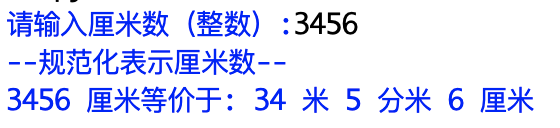 请输入厘米数（整数）:3456
--规范化表示厘米数--
3456 厘米等价于: 34 米 5 分米 6 厘米